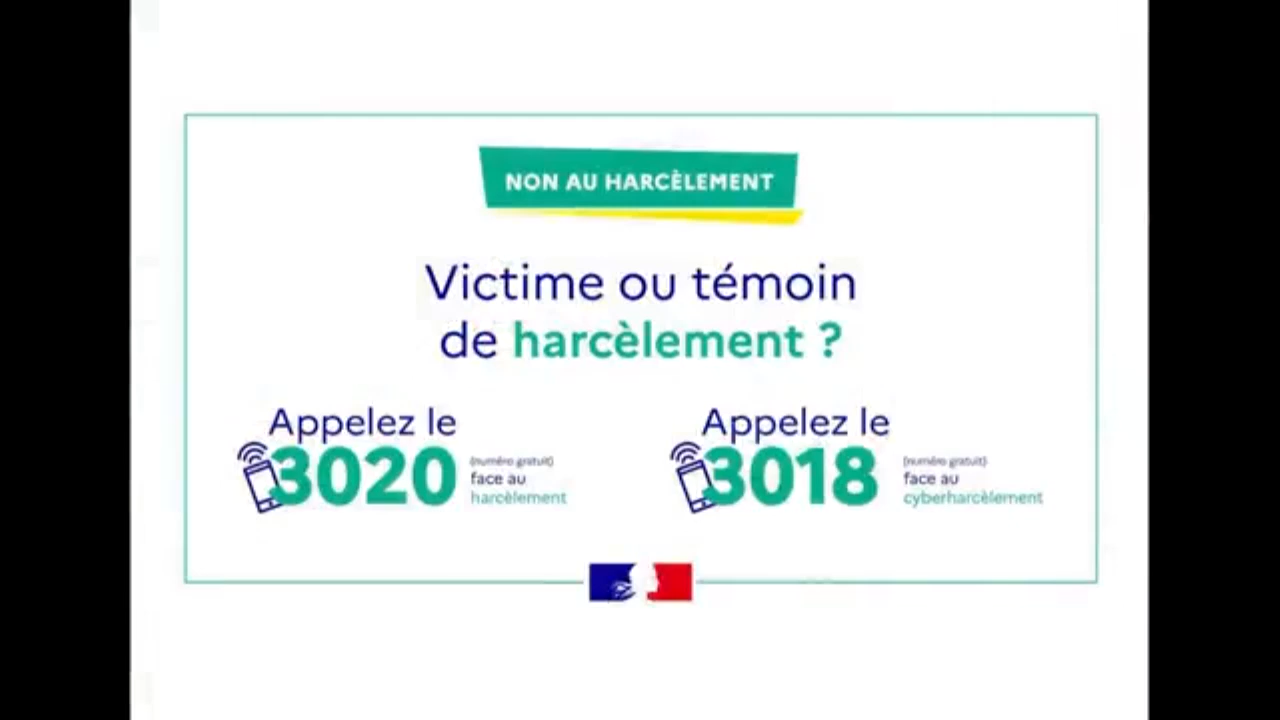 NON AU HARCÈLEMENT
Victime ou témoin
de harcèlement ?
Appelez le
3020
(numéro gratuit)
face au
harcèlement
Appelez le
3018
(numéro gratuit)
face au
cyberharcèlement